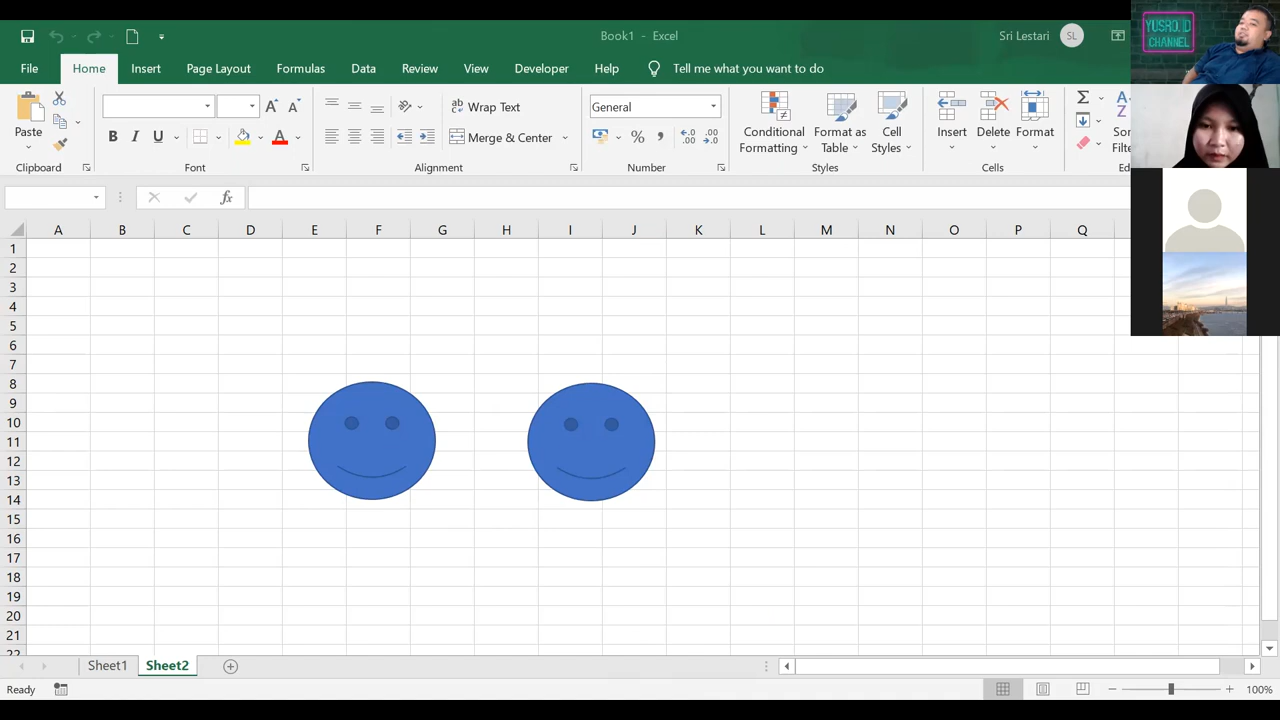 Book1 - Excel
Sri Lestari
SL
YUSRO.ID
CHANNEL
File
Home
Insert
Page Layout
Formulas
Data
Review
View
Developer
Help
Tell me what you want to do
Paste
Wrap Text
Merge & Center
General
Conditional
Formatting
Format as
Table
Cell
Styles
Insert
Delete
Format
B
I
U
A
%
Clipboard
Font
Alignment
Number
Styles
Cells
fx
A B C D E F G H I J K L M N O P Q
1
2
3
4
5
6
7
8
9
10
11
12
13
14
15
16
17
18
19
20
21
22
Sheet1
Sheet2
Ready
100%